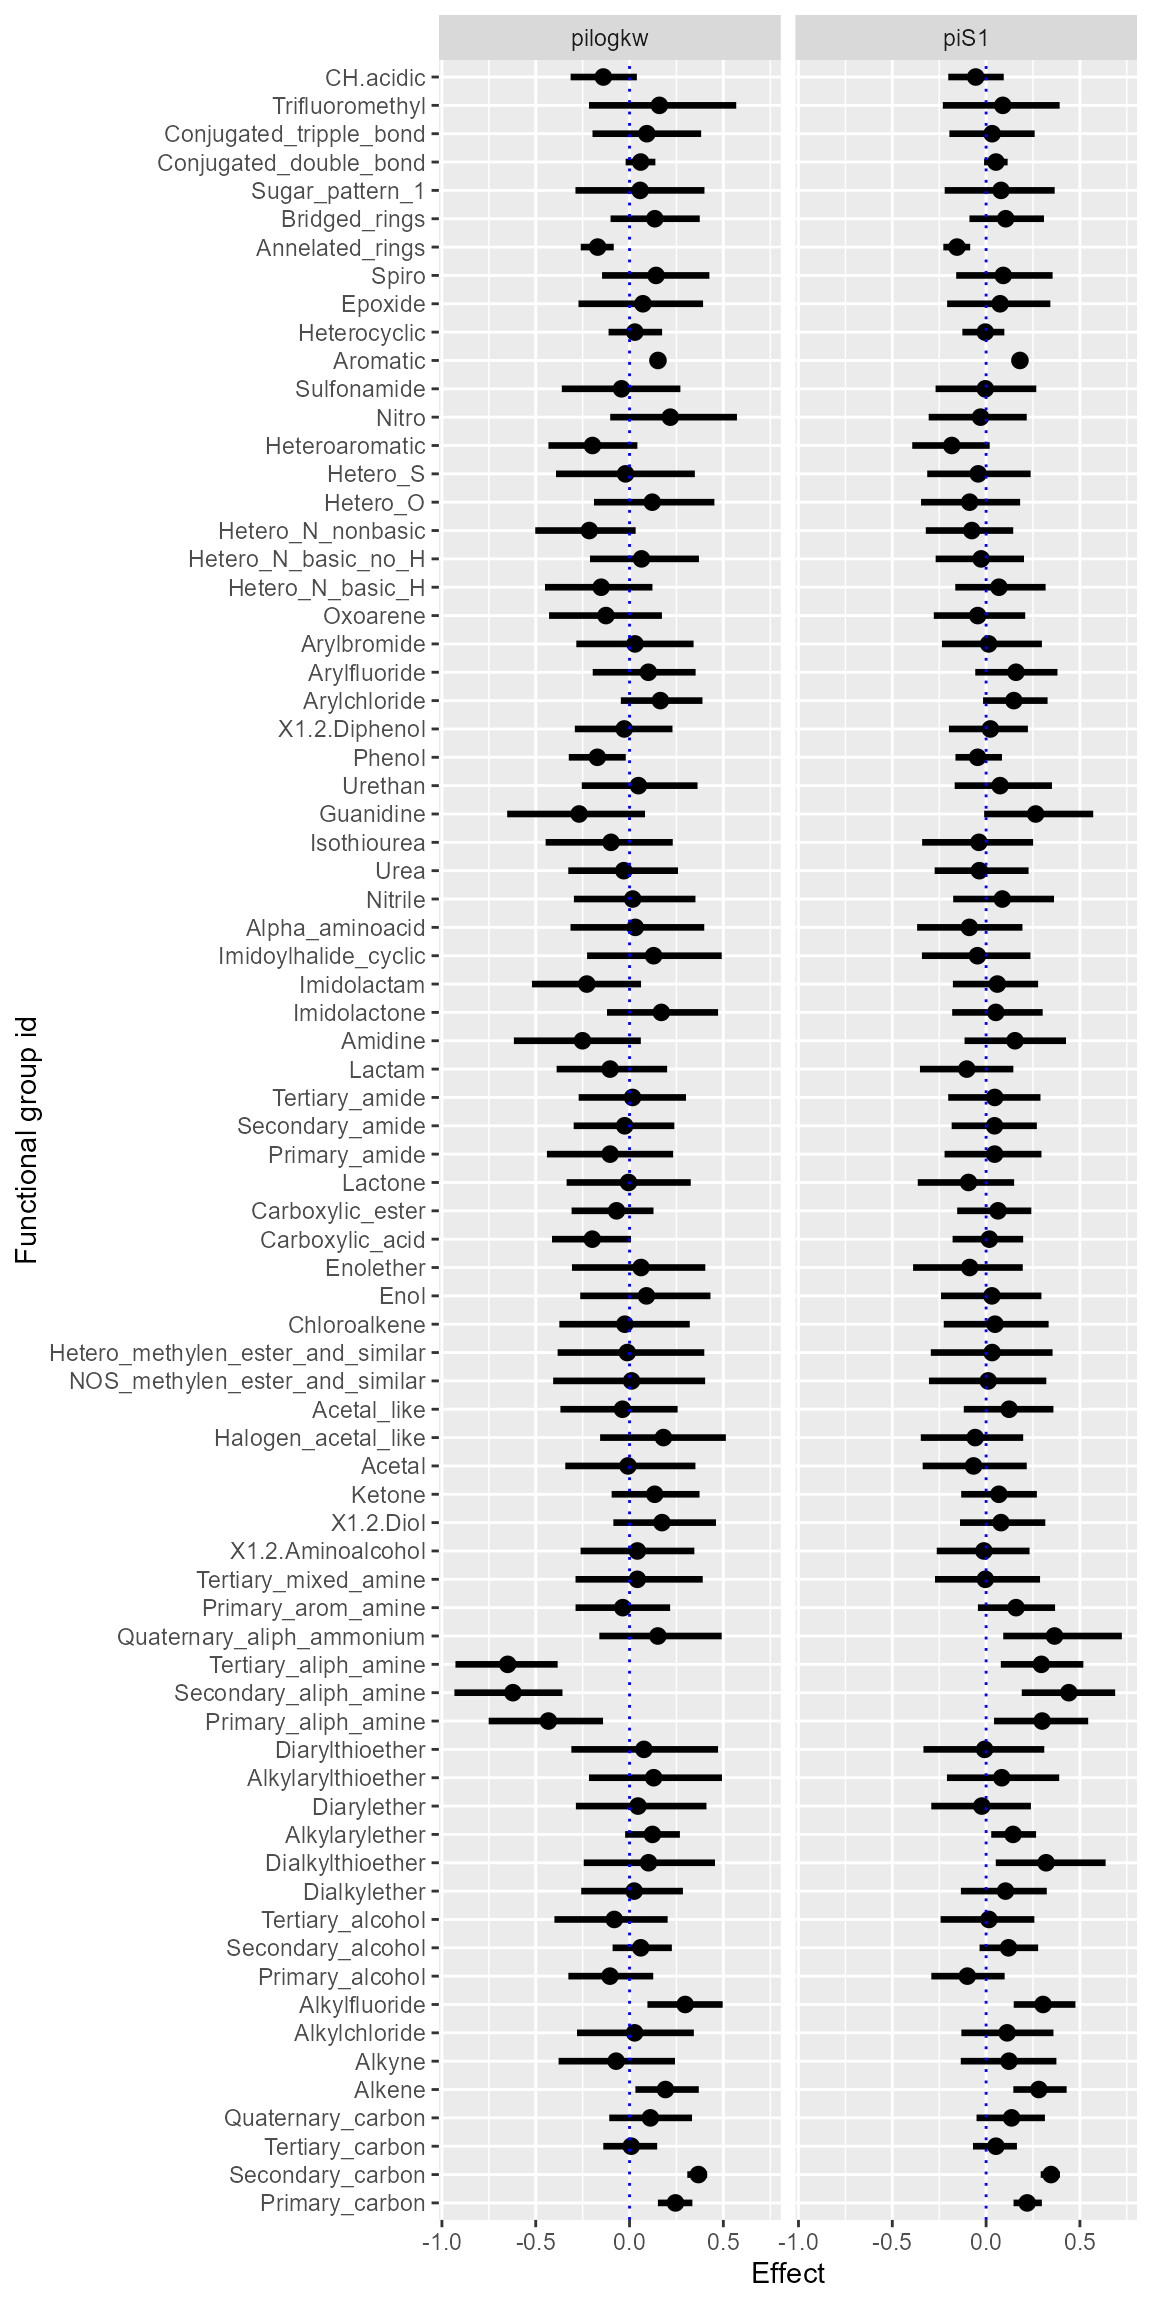 pilogkw piS1
CH.acidic
Trifluoromethyl
Conjugated_tripple_bond
Conjugated_double_bond
Sugar_pattern_1
Bridged_rings
Annelated_rings
Spiro
Epoxide
Heterocyclic
Aromatic
Sulfonamide
Nitro
Heteroaromatic
Hetero_S
Hetero_O
Hetero_N_nonbasic
Hetero_N_basic_no_H
Hetero_N_basic_H
Oxoarene
Arylbromide
Arylfluoride
Arylchloride
X1.2.Diphenol
Phenol
Urethan
Guanidine
Isothiourea
Urea
Nitrile
Alpha_aminoacid
Imidoylhalide_cyclic
Imidolactam
Imidolactone
Amidine
Lactam
Tertiary_amide
Secondary_amide
Primary_amide
Lactone
Carboxylic_ester
Carboxylic_acid
Enolether
Enol
Chloroalkene
Hetero_methylen_ester_and_similar
NOS_methylen_ester_and_similar
Acetal_like
Halogen_acetal_like
Acetal
Ketone
X1.2.Diol
X1.2.Aminoalcohol
Tertiary_mixed_amine
Primary_arom_amine
Quaternary_aliph_ammonium
Tertiary_aliph_amine
Secondary_aliph_amine
Primary_aliph_amine
Diarylthioether
Alkylarylthioether
Diarylether
Alkylarylether
Dialkylthioether
Dialkylether
Tertiary_alcohol
Secondary_alcohol
Primary_alcohol
Alkylfluoride
Alkylchloride
Alkyne
Alkene
Quaternary_carbon
Tertiary_carbon
Secondary_carbon
Primary_carbon
-1.0 -0.5 0.0 0.5 -1.0 -0.5 0.0 0.5
Effect
Functional group id